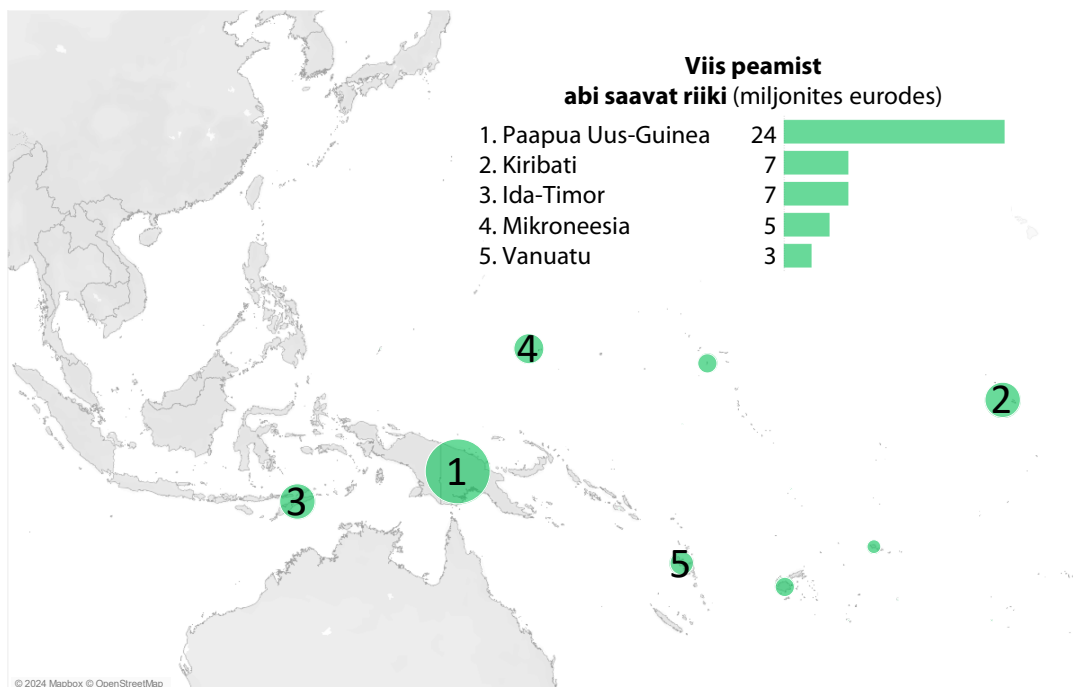 Viis peamist
abi saavat riiki (miljonites eurodes)
1. Paapua Uus-Guinea 24
2. Kiribati 7
3. Ida-Timor 7
4. Mikroneesia 5
5. Vanuatu 3
4
2
1
3
5
© 2024 Mapbox © OpenStreetMap